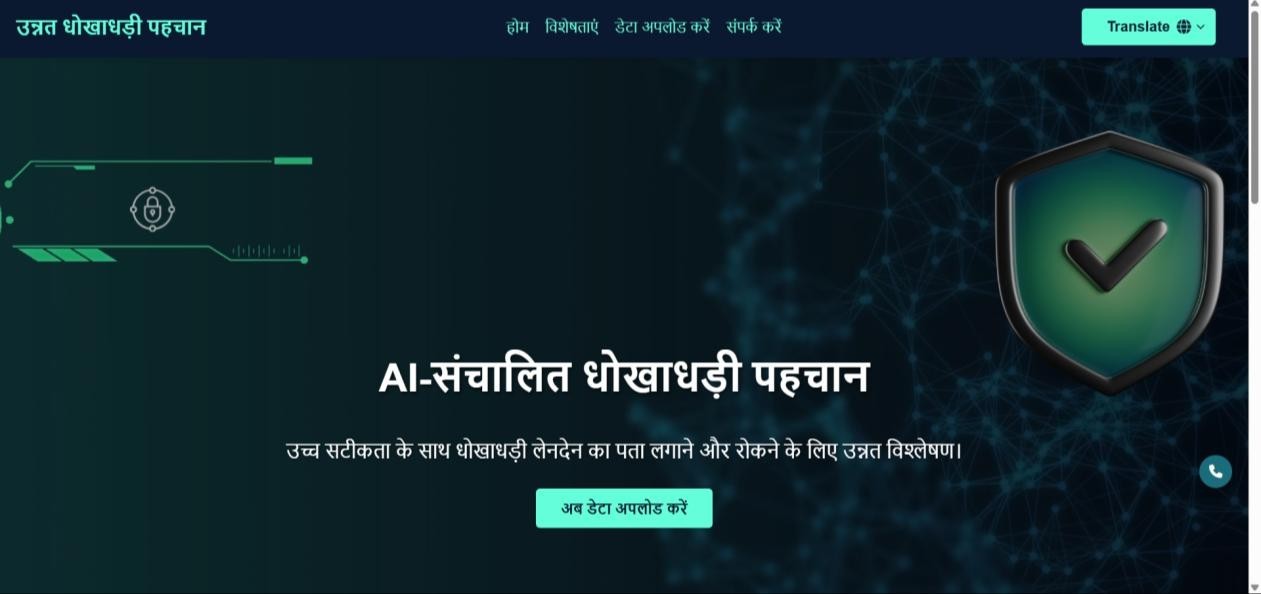 उन्नत धोखाधड़ी पहचान
होम विशेषताएं डेटा अपलोड करें संपर्क करें
Translate
AI-संचालित धोखाधड़ी पहचान
उच्च सटीकता के साथ धोखाधड़ी लेनदेन का पता लगाने और रोकने के लिए उन्नत विश्लेषण।
अब डेटा अपलोड करें